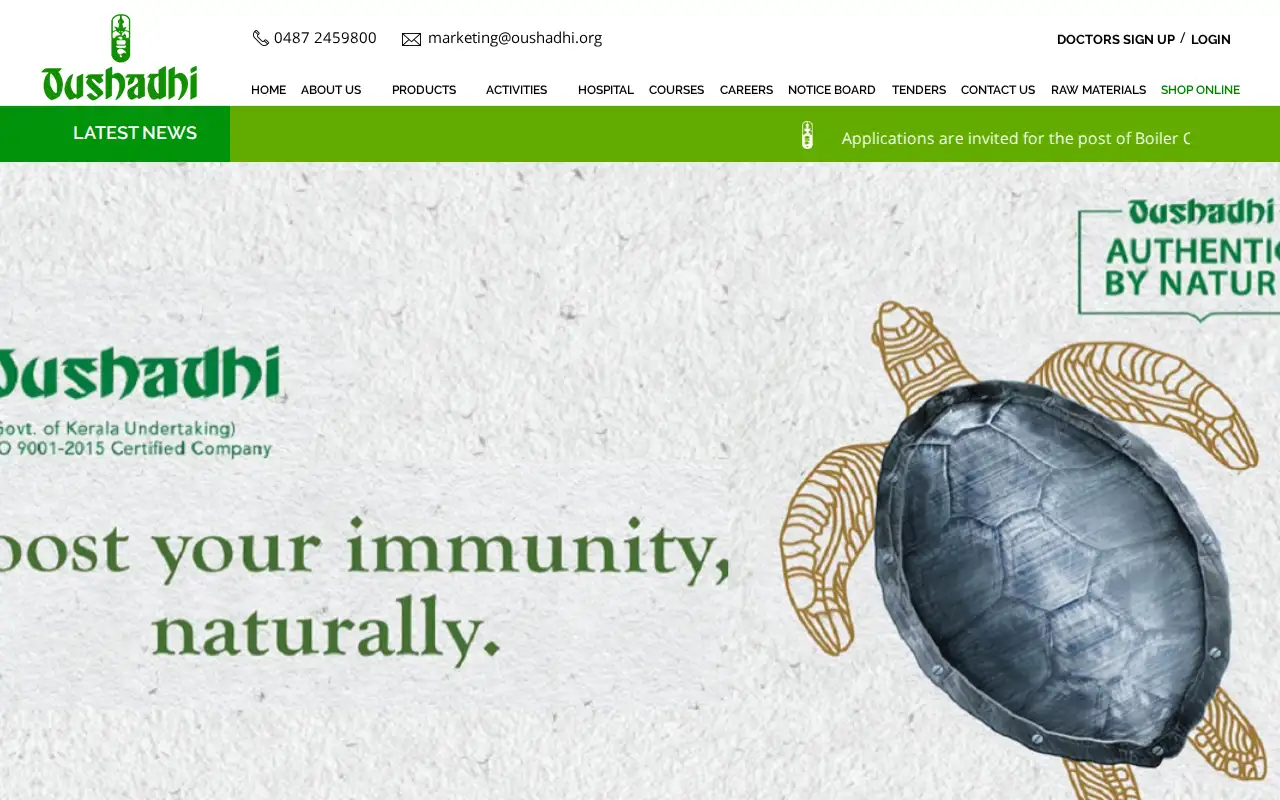 Oushadhi
0487 2459800
marketing@oushadhi.org
DOCTORS SIGN UP / LOGIN
HOME ABOUT US PRODUCTS ACTIVITIES HOSPITAL COURSES CAREERS NOTICE BOARD TENDERS CONTACT US RAW MATERIALS SHOP ONLINE
LATEST NEWS
Applications are invited for the post of Boiler
Oushadhi
AUTHENTI
BY NATUR
Oushadhi
Govt. of Kerala Undertaking)
O 9001-2015 Certified Company
oost your immunity,
naturally.